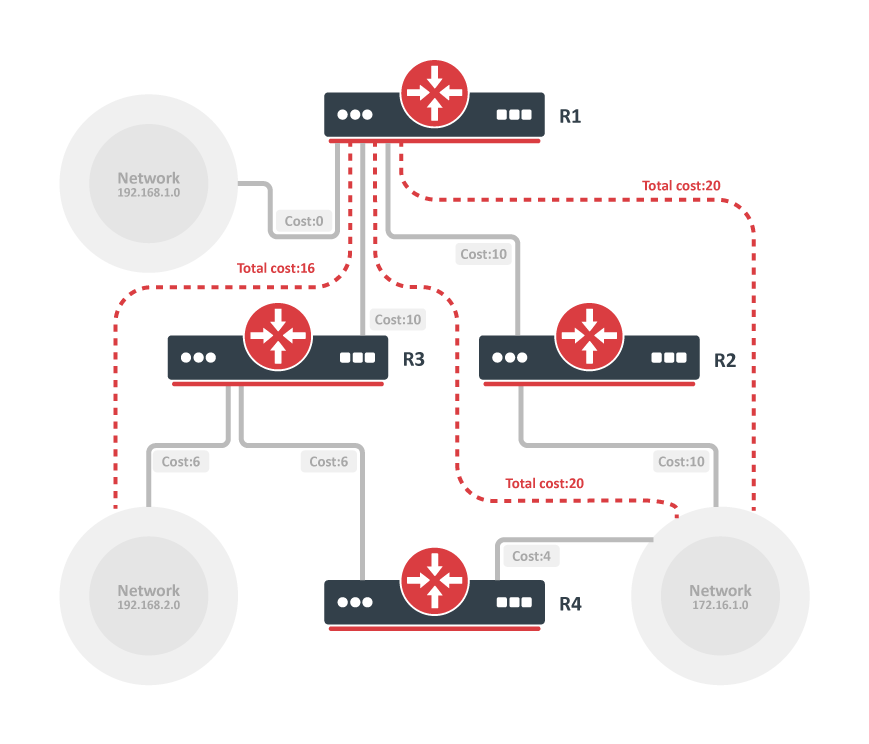 R1
Network
192.168.1.0
Total cost:20
Cost:0
Cost:10
Total cost:16
Cost:10
R3
R2
Cost:6
Cost:6
Cost:10
Total cost:20
Cost:4
Network
192.168.2.0
R4
Network
172.16.1.0